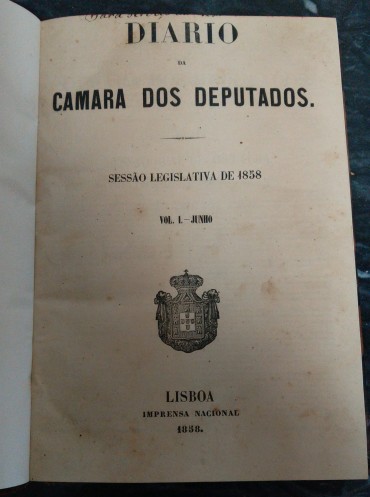 DIARIO
DA
CAMARA DOS DEPUTADOS.
SESSÃO LEGISLATIVA DE 1858
VOL. I.—JUNHO
LISBOA
IMPRENSA NACIONAL
1858.